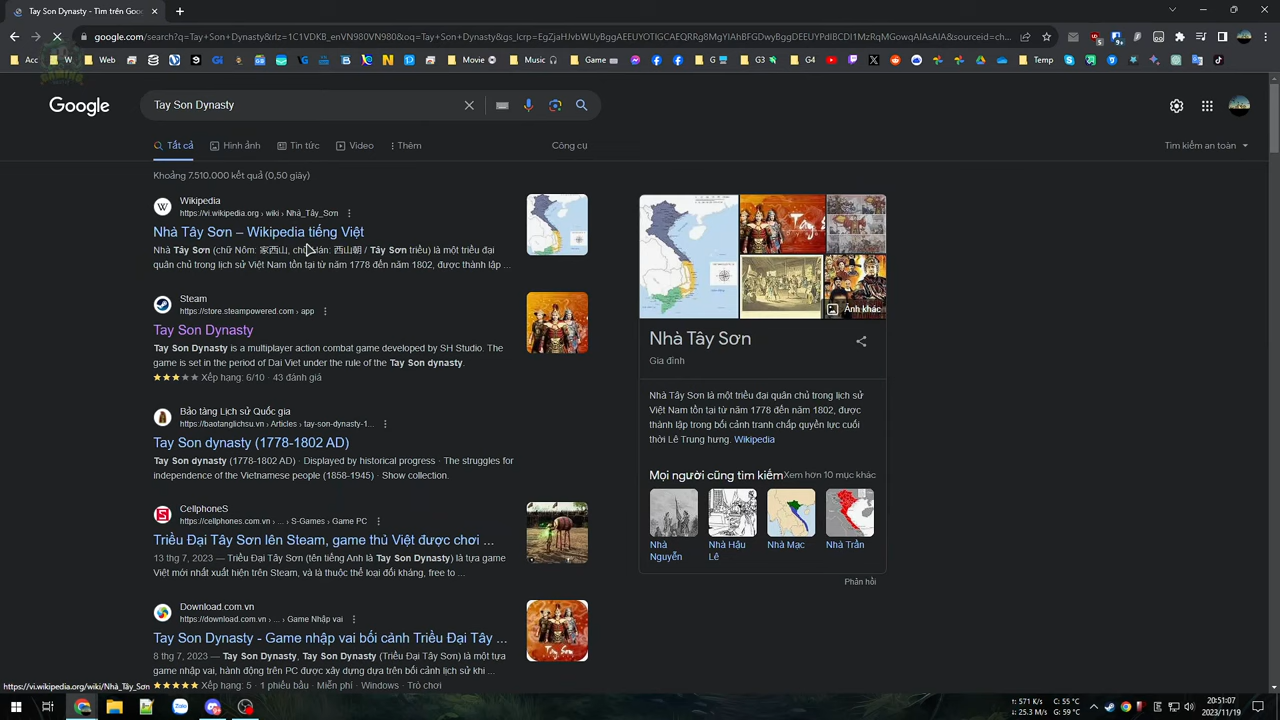 Tay Son Dynasty - Tìm trên Goo
google.com/search?q=Tay+Son+Dynasty&rlz=1C1VDKB_enVN980VN980&oq=Tay+Son+Dynasty&gs_lcrp=
Acc
W
Web
Movie
Music
Game
G
G3
G4
Temp
GAMING
Google
Tay Son Dynasty
Tất cả
Hình ảnh
Tin tức
Video
Thêm
Công cụ
Tìm kiếm an toàn
Khoảng 7.510.000 kết quả (0,50 giây)
Wikipedia
https://vi.wikipedia.org › wiki › Nhà_Tây_Sơn
Nhà Tây Sơn – Wikipedia tiếng Việt
Nhà Tây Sơn (chữ Nôm: 家西山, chữ Hán: 西山朝 / Tây Sơn triều) là một triều đại
quân chủ trong lịch sử Việt Nam tồn tại từ năm 1778 đến năm 1802, được thành lập ...
Steam
https://store.steampowered.com › app
Tay Son Dynasty
Tay Son Dynasty is a multiplayer action combat game developed by SH Studio. The
game is set in the period of Dai Viet under the rule of the Tay Son dynasty.
Xếp hạng: 6/10 · 43 đánh giá
Bảo tàng Lịch sử Quốc gia
https://baotanglichsu.vn › Articles › tay-son-dynasty-1...
Tay Son dynasty (1778-1802 AD)
Tay Son dynasty (1778-1802 AD) · Displayed by historical progress · The struggles for
independence of the Vietnamese people (1858-1945) · Show collection.
CellphoneS
https://cellphones.com.vn › ... › S-Games › Game PC
Triều Đại Tây Sơn lên Steam, game thủ Việt được chơi ...
13 thg 7, 2023 — Triều Đại Tây Sơn (tên tiếng Anh là Tay Son Dynasty) là tựa game
Việt mới nhất xuất hiện trên Steam, và là thuộc thể loại đối kháng, free to ...
Download.com.vn
https://download.com.vn › ... › Game Nhập vai
Tay Son Dynasty - Game nhập vai bối cảnh Triều Đại Tây ...
8 thg 7, 2023 — Tay Son Dynasty, Tay Son Dynasty (Triều Đại Tây Sơn) là một tựa
game nhập vai, hành động trên PC được xây dựng dựa trên bối cảnh lịch sử khi ...
Xếp hạng: 5 · 1 phiếu bầu · Miễn phí · Windows · Trò chơi
Ảnh khác
Nhà Tây Sơn
Gia đình
Nhà Tây Sơn là một triều đại quân chủ trong lịch sử
Việt Nam tồn tại từ năm 1778 đến năm 1802, được
thành lập trong bối cảnh tranh chấp quyền lực cuối
thời Lê Trung hưng. Wikipedia
Mọi người cũng tìm kiếm
Xem hơn 10 mục khác
Nhà Nguyễn
Nhà Hậu Lê
Nhà Mạc
Nhà Trần
Phản hồi
https://vi.wikipedia.org/wiki/Nhà_Tây_Sơn
↑: 571 K/s
↓: 25.3 M/s
C: 55 °C
G: 59 °C
20:51:07
2023/11/19